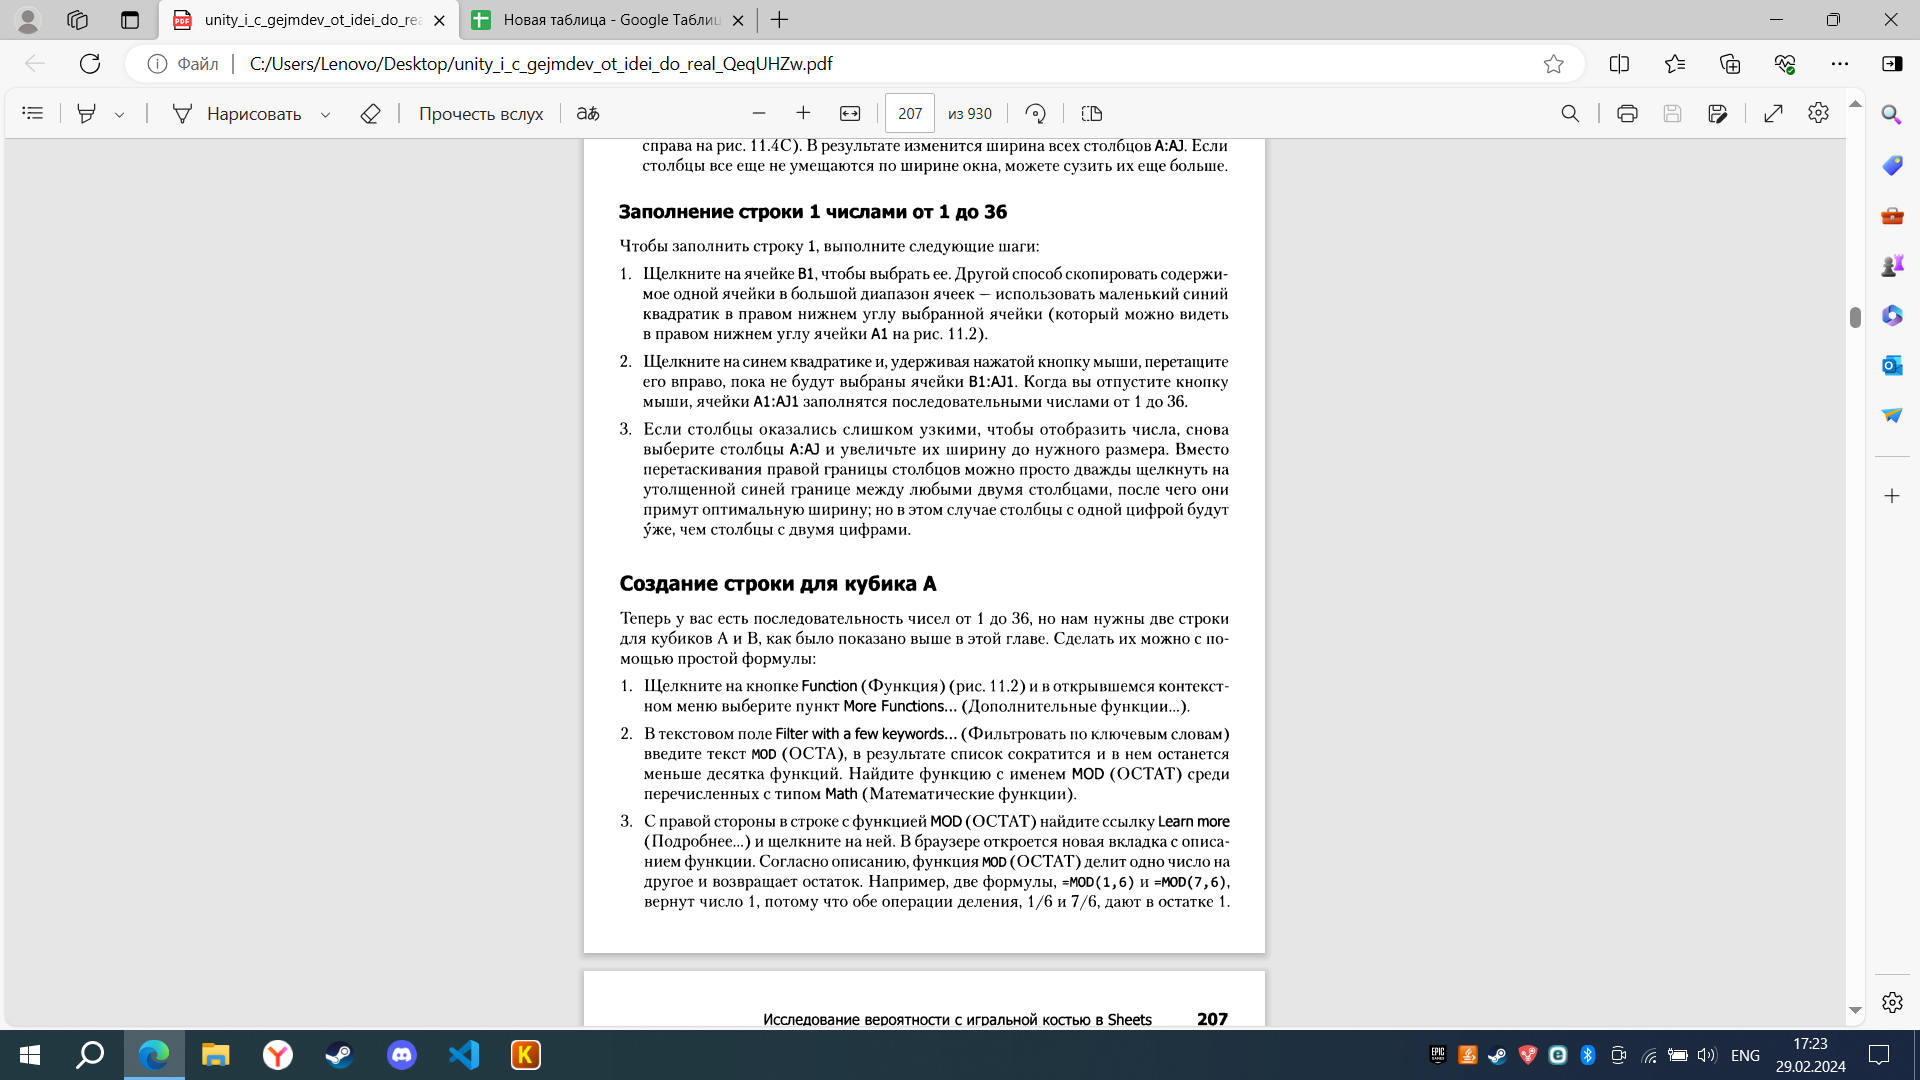 unity_i_c_gejmdev_ot_idei_do_rea
Новая таблица - Google Таблиц
Файл
C:/Users/Lenovo/Desktop/unity_i_c_gejmdev_ot_idei_do_real_QeqUHZw.pdf
Нарисовать
Прочесть вслух
aあ
207
из 930
справа на рис. 11.4C). В результате изменится ширина всех столбцов A:AJ. Если
столбцы все еще не умещаются по ширине окна, можете сузить их еще больше.
Заполнение строки 1 числами от 1 до 36
Чтобы заполнить строку 1, выполните следующие шаги:
1. Щелкните на ячейке B1, чтобы выбрать ее. Другой способ скопировать содержи-
мое одной ячейки в большой диапазон ячеек — использовать маленький синий
квадратик в правом нижнем углу выбранной ячейки (который можно видеть
в правом нижнем углу ячейки A1 на рис. 11.2).
2. Щелкните на синем квадратике и, удерживая нажатой кнопку мыши, перетащите
его вправо, пока не будут выбраны ячейки B1:AJ1. Когда вы отпустите кнопку
мыши, ячейки A1:AJ1 заполнятся последовательными числами от 1 до 36.
3. Если столбцы оказались слишком узкими, чтобы отобразить числа, снова
выберите столбцы A:AJ и увеличьте их ширину до нужного размера. Вместо
перетаскивания правой границы столбцов можно просто дважды щелкнуть на
утолщенной синей границе между любыми двумя столбцами, после чего они
примут оптимальную ширину; но в этом случае столбцы с одной цифрой будут
у́же, чем столбцы с двумя цифрами.
Создание строки для кубика A
Теперь у вас есть последовательность чисел от 1 до 36, но нам нужны две строки
для кубиков A и B, как было показано выше в этой главе. Сделать их можно с по-
мощью простой формулы:
1. Щелкните на кнопке Function (Функция) (рис. 11.2) и в открывшемся контекст-
ном меню выберите пункт More Functions... (Дополнительные функции...).
2. В текстовом поле Filter with a few keywords... (Фильтровать по ключевым словам)
введите текст MOD (ОСТА), в результате список сократится и в нем останется
меньше десятка функций. Найдите функцию с именем MOD (ОСТАТ) среди
перечисленных с типом Math (Математические функции).
3. С правой стороны в строке с функцией MOD (ОСТАТ) найдите ссылку Learn more
(Подробнее...) и щелкните на ней. В браузере откроется новая вкладка с описа-
нием функции. Согласно описанию, функция MOD (ОСТАТ) делит одно число на
другое и возвращает остаток. Например, две формулы, =MOD(1,6) и =MOD(7,6),
вернут число 1, потому что обе операции деления, 1/6 и 7/6, дают в остатке 1.
Исследование вероятности с игральной костью в Sheets 207
ENG
17:23
29.02.2024